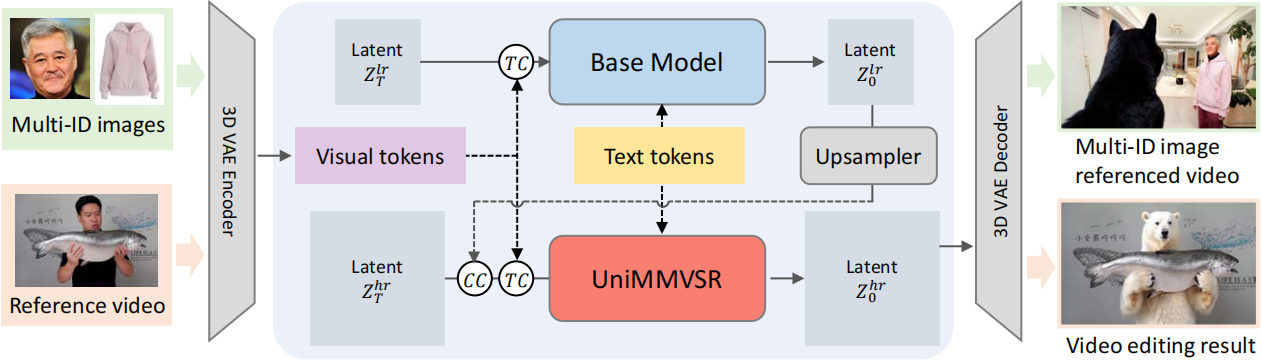 Multi-ID images
Reference video
3D VAE Encoder
Latent
Z_T^{lr}
TC
Base Model
Latent
Z_0^{lr}
Visual tokens
Text tokens
Upsampler
Latent
Z_T^{hr}
CC
TC
UniMMVSR
Latent
Z_0^{hr}
3D VAE Decoder
Multi-ID image
referenced video
Video editing result